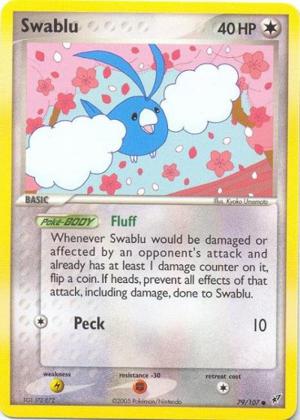 Swablu 40 HP
BASIC
Illus. Kyoko Umemoto
Poké-BODY Fluff
Whenever Swablu would be damaged or
affected by an opponent's attack and
already has at least 1 damage counter on it,
flip a coin. If heads, prevent all effects of that
attack, including damage, done to Swablu.
Peck 10
weakness resistance -30 retreat cost
©2005 Pokémon/Nintendo 79/107